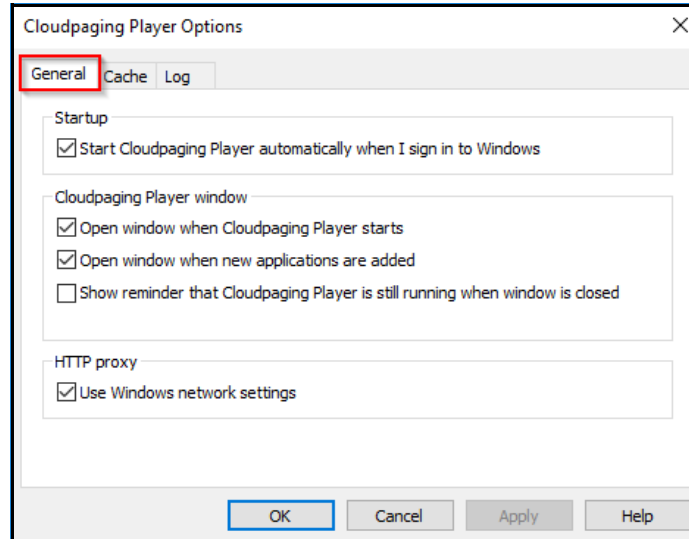 Cloudpaging Player Options
General Cache Log
Startup
Start Cloudpaging Player automatically when I sign in to Windows
Cloudpaging Player window
Open window when Cloudpaging Player starts
Open window when new applications are added
Show reminder that Cloudpaging Player is still running when window is closed
HTTP proxy
Use Windows network settings
OK Cancel Apply Help